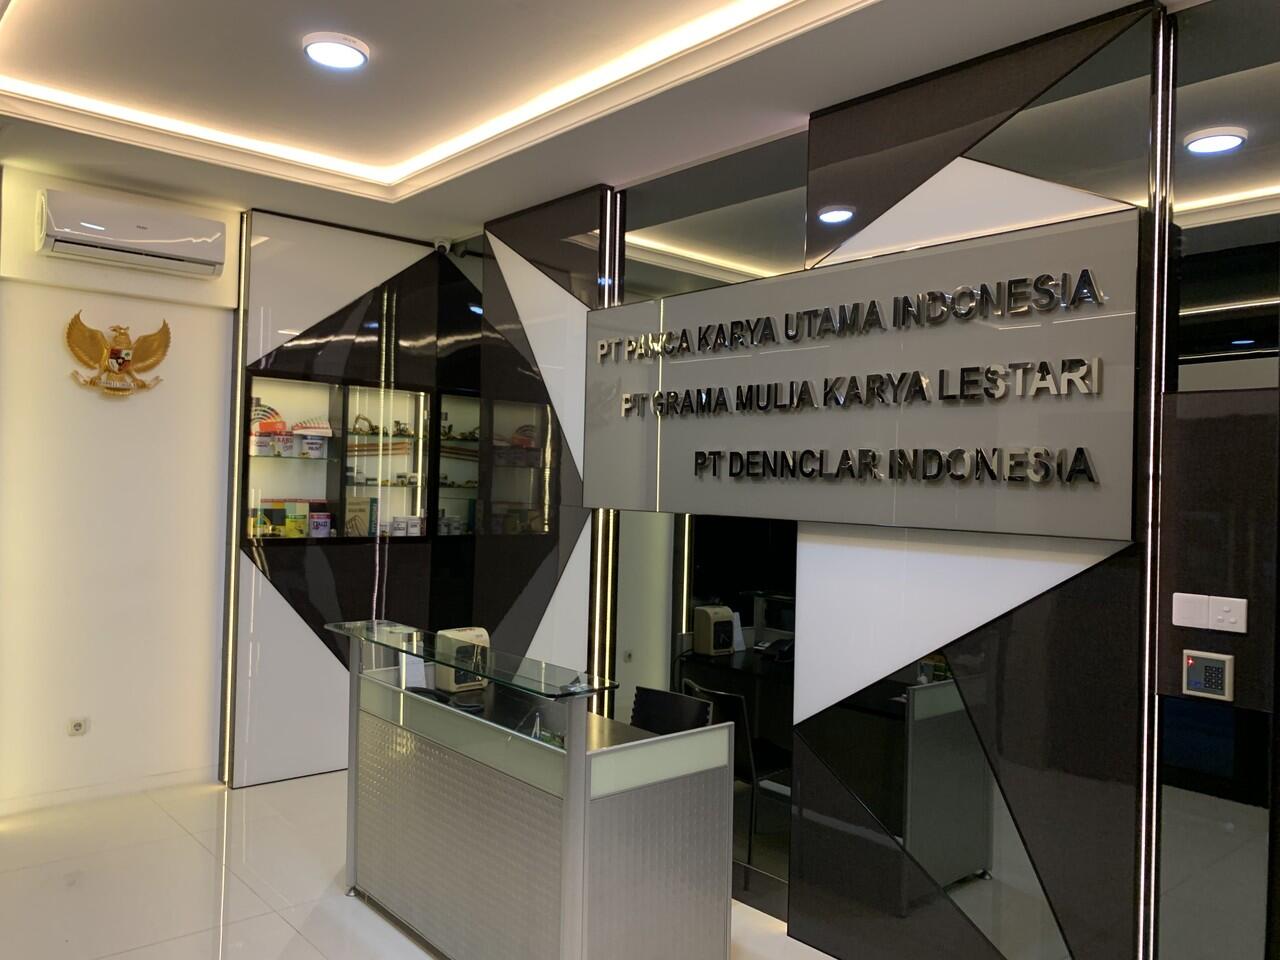 PT PANCA KARYA UTAMA INDONESIA
PT GRAMA MULIA KARYA LESTARI
PT DENNCLAR INDONESIA